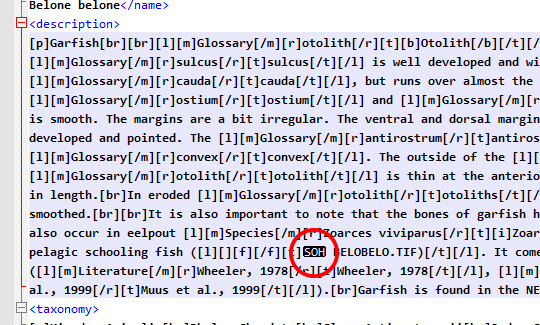 Belone belone</name>
<description>
[p]Garfish[br][br][l][m]Glossary[/m][r]otolith[/r][t][b]Otolith[/b][/t][/
[l][m]Glossary[/m][r]sulcus[/r][t]sulcus[/t][/l] is well developed and wi
[l][m]Glossary[/m][r]cauda[/r][t]cauda[/t][/l], but runs over almost the
[l][m]Glossary[/m][r]ostium[/r][t]ostium[/t][/l] and [l][m]Glossary[/m][r
is smooth. The margins are a bit irregular. The ventral and dorsal margin
developed and pointed. The [l][m]Glossary[/m][r]antirostrum[/r][t]antiros
[l][m]Glossary[/m][r]convex[/r][t]convex[/t][/l]. The outside of the [l][
[l][m]Glossary[/m][r]otolith[/r][t]otolith[/t][/l] is thin at the anterio
in length.[br]In eroded [l][m]Glossary[/m][r]otolith[/r][t]otoliths[/t][/
smoothed.[br][br]It is also important to note that the bones of garfish h
also occur in eelpout [l][m]Species[/m][r]Zoarces viviparus[/r][t][i]Zoar
pelagic schooling fish ([l][][f][/f][t]SOH BELOBELO.TIF)[/t][/l]. It come
([l][m]Literature[/m][r]Wheeler, 1978[/r][t]Wheeler, 1978[/t][/l], [l][m]
al., 1999[/r][t]Muus et al., 1999[/t][/l]).[br]Garfish is found in the NE
<taxonomy>